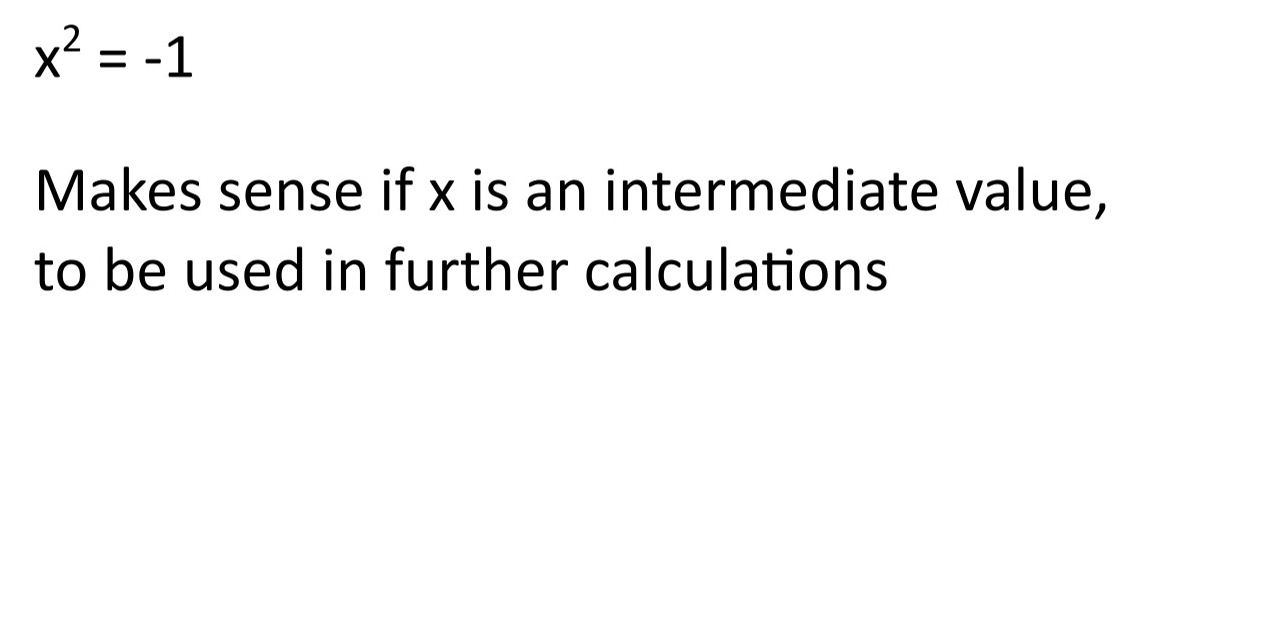 x² = -1
Makes sense if x is an intermediate value,
to be used in further calculations